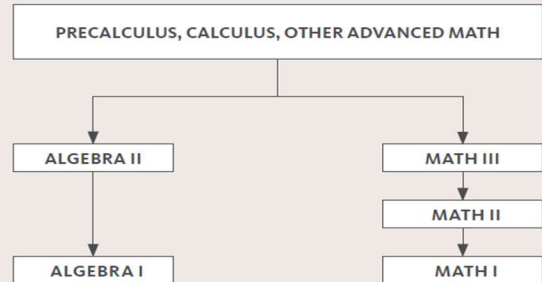 PRECALCULUS, CALCULUS, OTHER ADVANCED MATH
ALGEBRA II
MATH III
MATH II
ALGEBRA I
MATH I